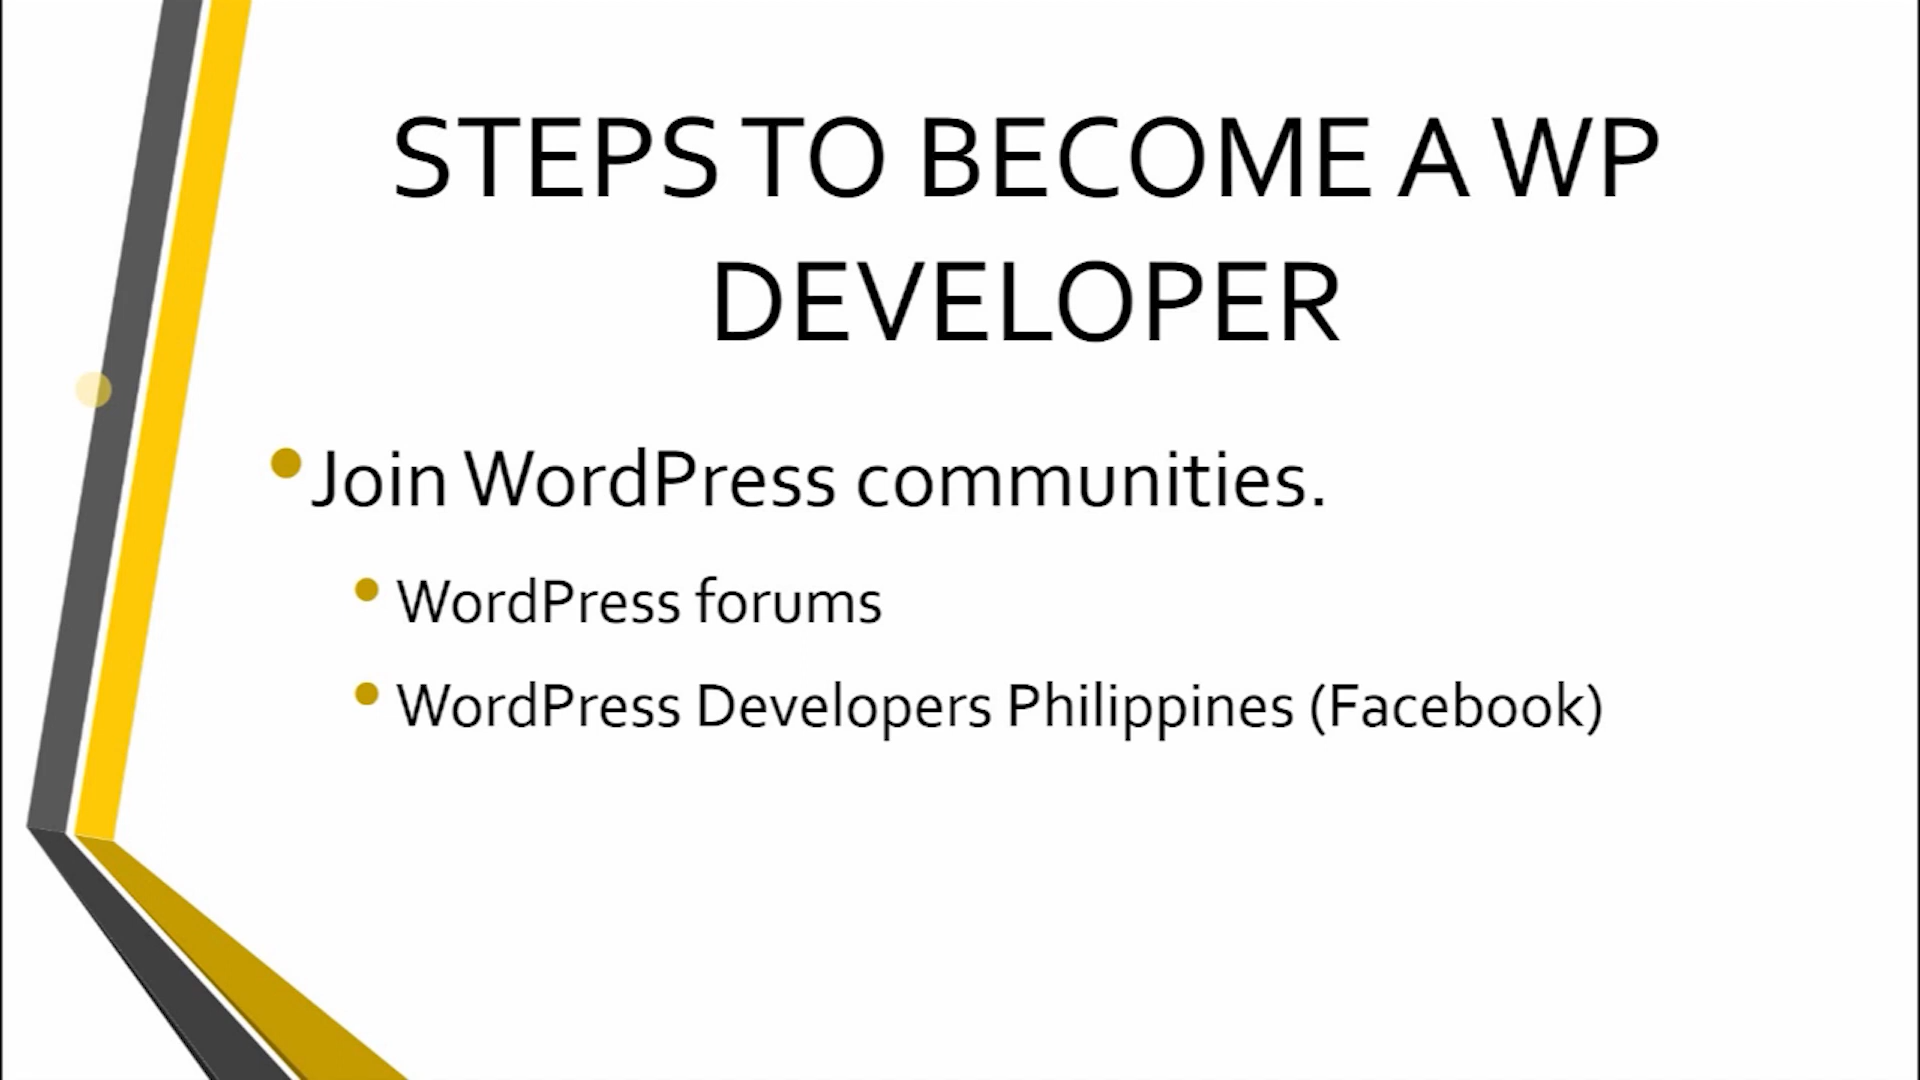 STEPS TO BECOME A WP
DEVELOPER
Join WordPress communities.
WordPress forums
WordPress Developers Philippines (Facebook)